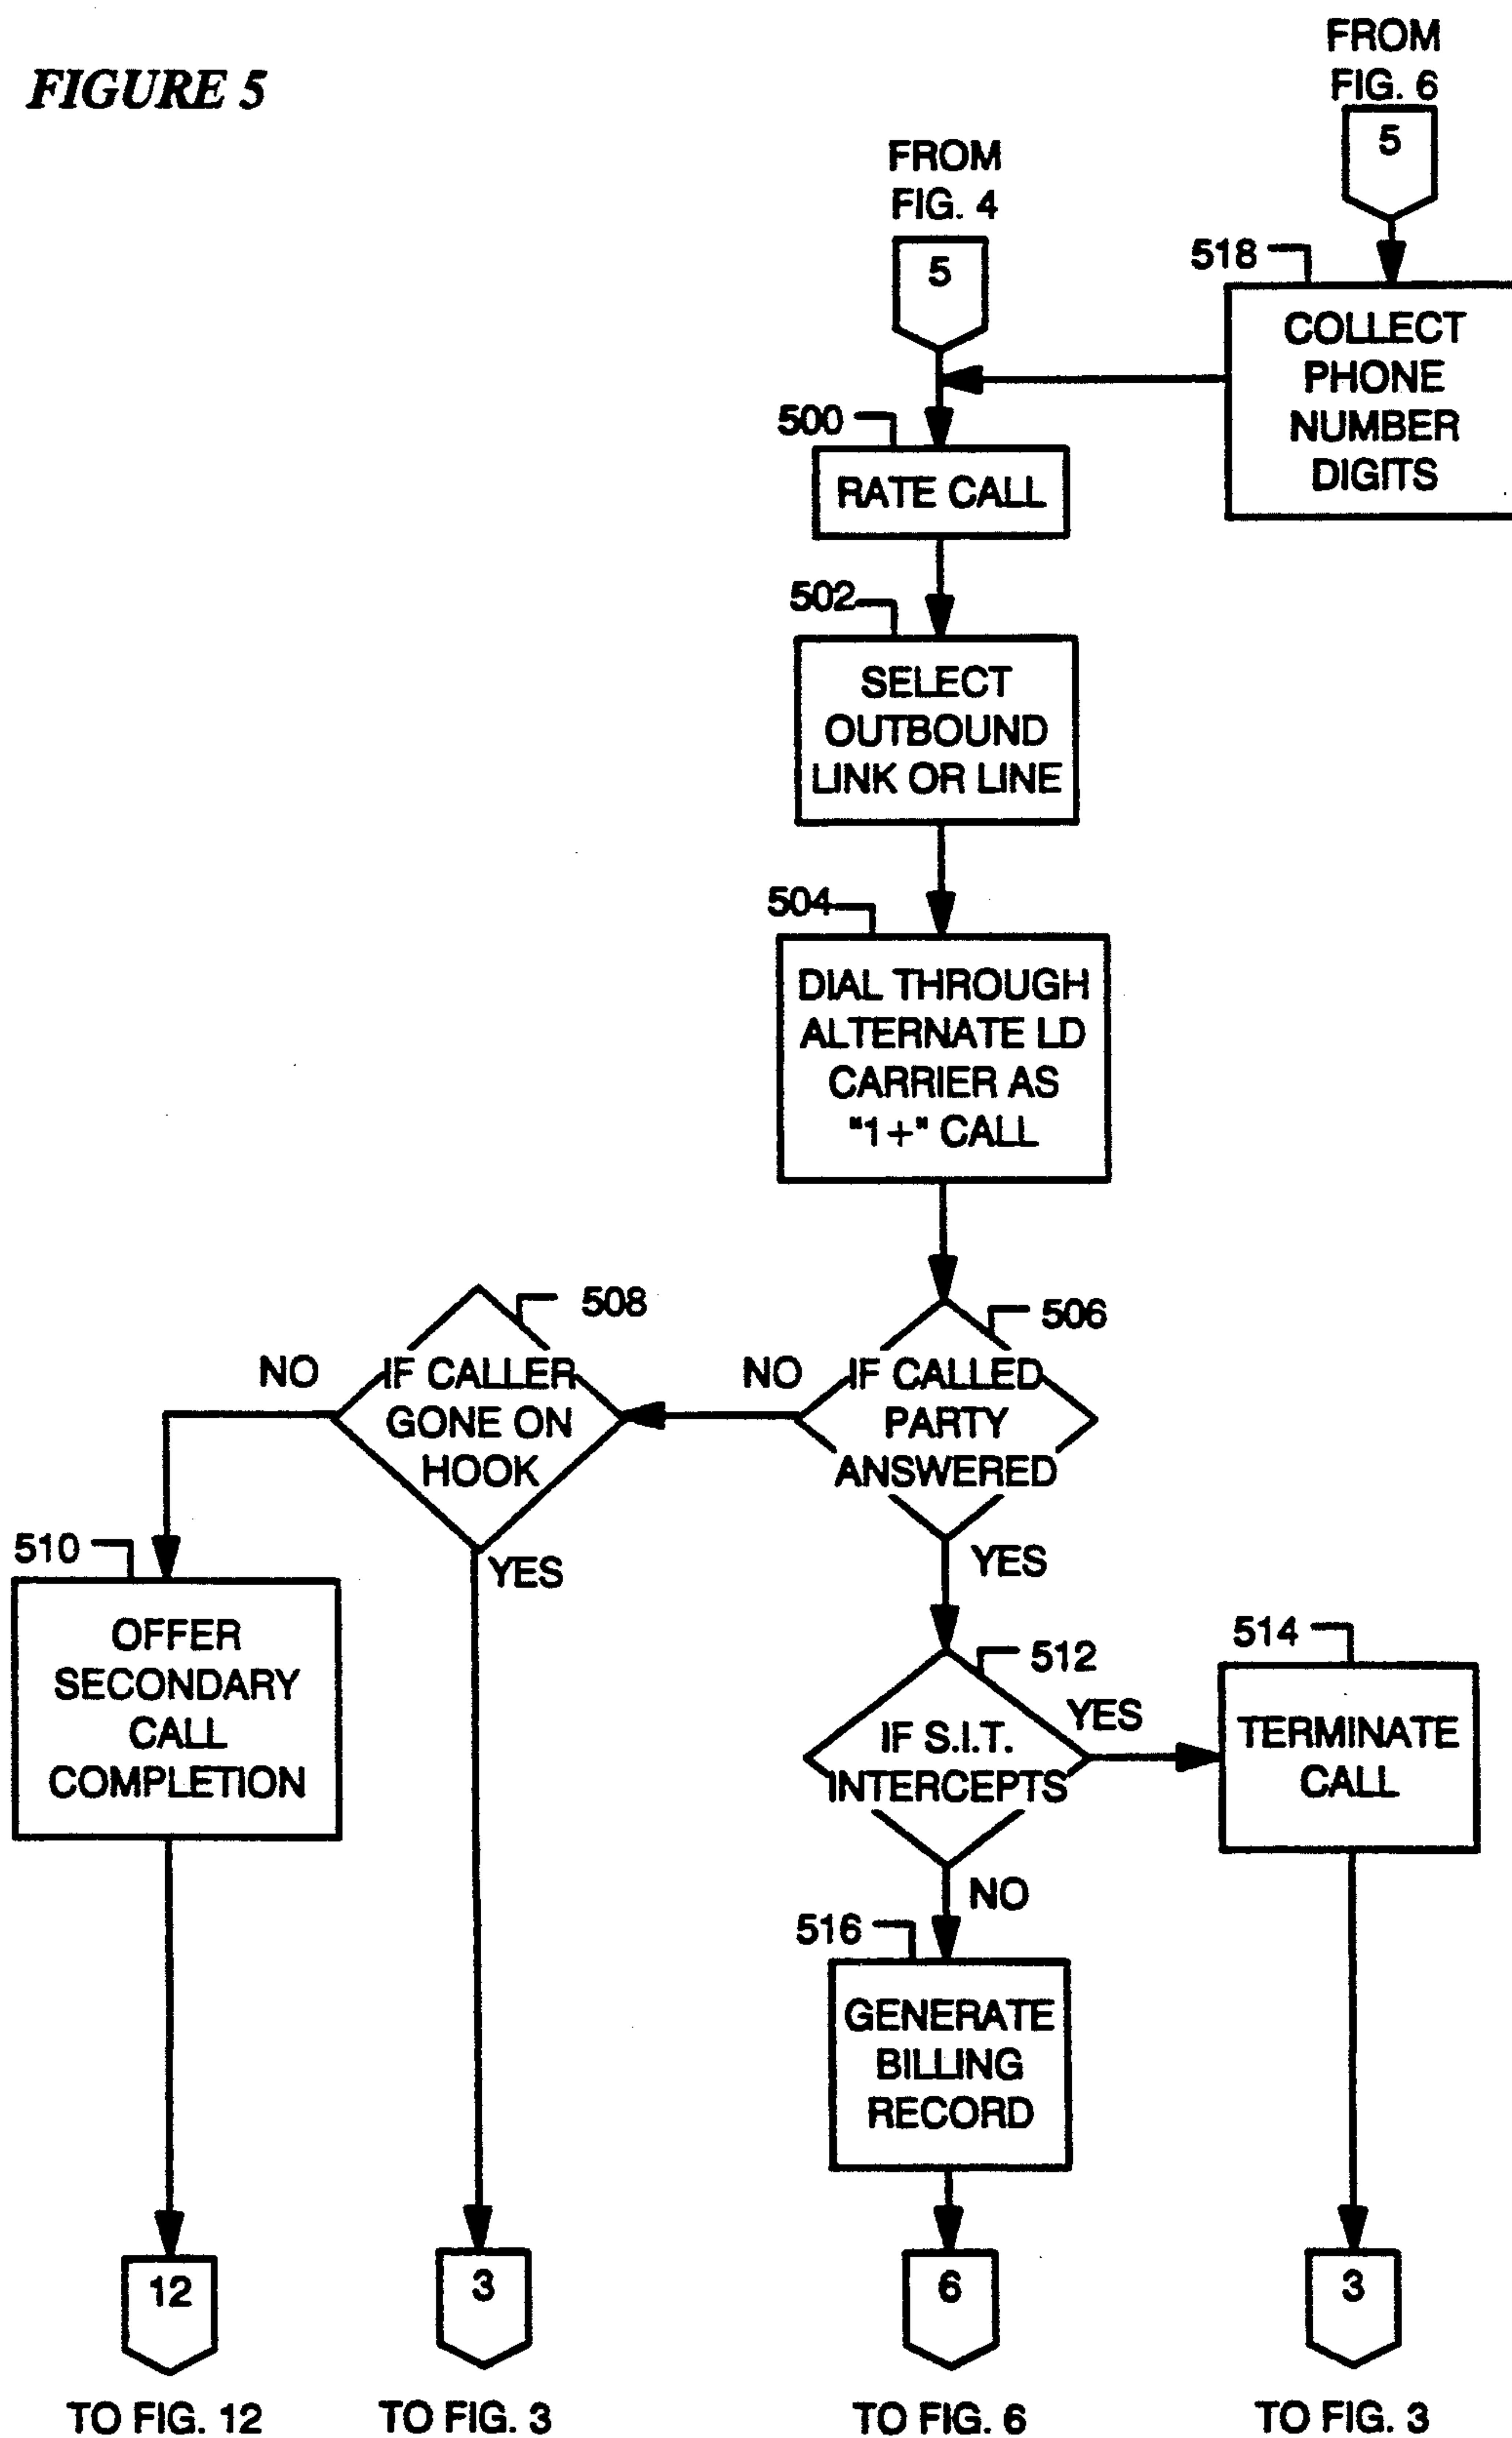 FIGURE 5
FROM
FIG. 6
5
FROM
FIG. 4
5
518
COLLECT
PHONE
NUMBER
DIGITS
500
RATE CALL
502
SELECT
OUTBOUND
LINK OR LINE
504
DIAL THROUGH
ALTERNATE LD
CARRIER AS
"1+" CALL
508
506
NO
IF CALLER
GONE ON
HOOK
NO
IF CALLED
PARTY
ANSWERED
510
YES
YES
OFFER
SECONDARY
CALL
COMPLETION
512
514
IF S.I.T.
INTERCEPTS
YES
TERMINATE
CALL
NO
516
GENERATE
BILLING
RECORD
12
3
6
3
TO FIG. 12
TO FIG. 3
TO FIG. 6
TO FIG. 3